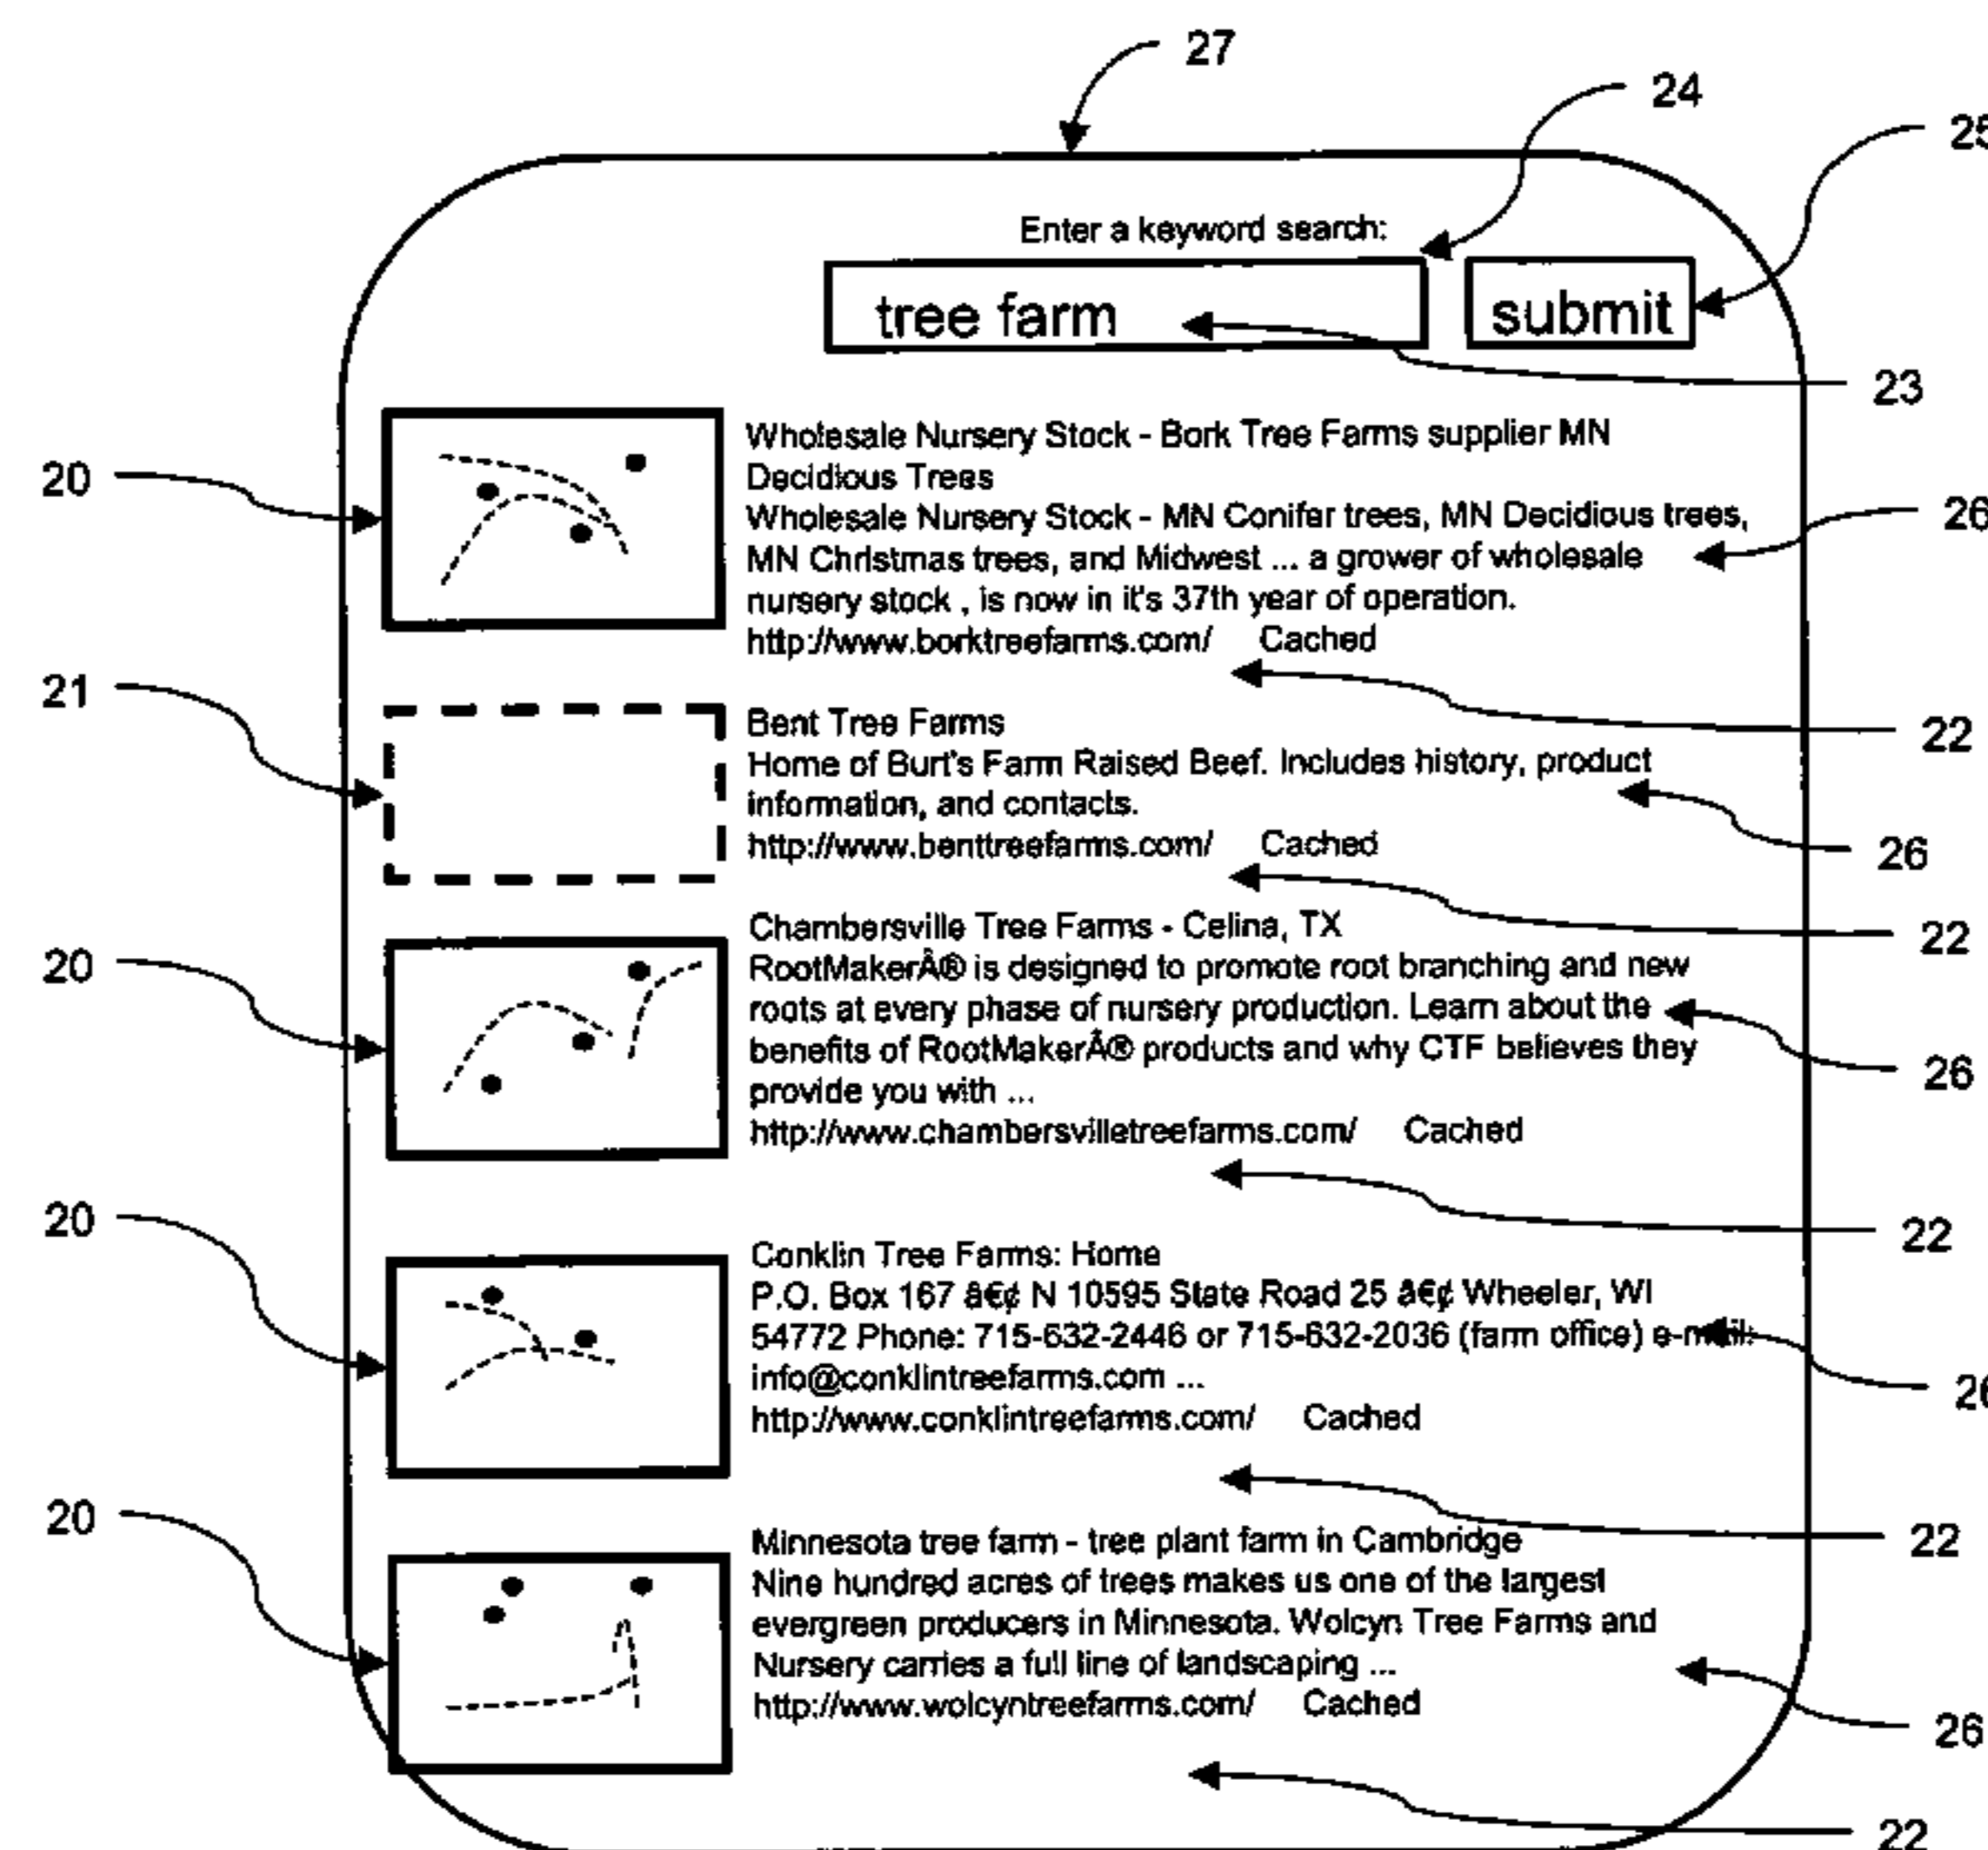 27
24
25
Enter a keyword search:
tree farm
submit
23
Wholesale Nursery Stock - Bork Tree Farms supplier MN
Decidious Trees
20
Wholesale Nursery Stock - MN Conifer trees, MN Decidious trees,
26
MN Christmas trees, and Midwest ... a grower of wholesale
nursery stock , is now in it's 37th year of operation.
http://www.borktreefarms.com/ Cached
21
Bent Tree Farms
22
Home of Burt's Farm Raised Beef. Includes history, product
information, and contacts.
http://www.benttreefarms.com/ Cached
26
Chambersville Tree Farms - Celina, TX
22
20
RootMakerÂ® is designed to promote root branching and new
roots at every phase of nursery production. Learn about the
benefits of RootMakerÂ® products and why CTF believes they
26
provide you with ...
http://www.chambersvilletreefarms.com/ Cached
20
22
Conklin Tree Farms: Home
P.O. Box 167 â€¢ N 10595 State Road 25 â€¢ Wheeler, WI
54772 Phone: 715-632-2446 or 715-632-2036 (farm office) e-mail:
info@conklintreefarms.com ...
26
http://www.conklintreefarms.com/ Cached
20
22
Minnesota tree farm - tree plant farm in Cambridge
Nine hundred acres of trees makes us one of the largest
evergreen producers in Minnesota. Wolcyn Tree Farms and
Nursery carries a full line of landscaping ...
http://www.wolcyntreefarms.com/ Cached
26
22